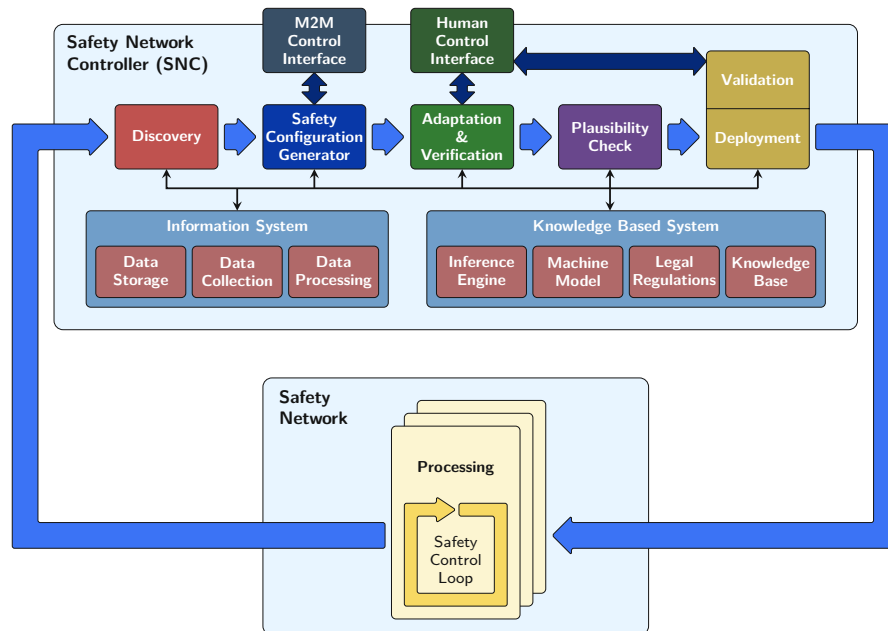 Safety Network
Controller (SNC)
M2M
Control
Interface
Human
Control
Interface
Validation
Discovery
Safety
Configuration
Generator
Adaptation
&
Verification
Plausibility
Check
Deployment
Information System
Data
Storage
Data
Collection
Data
Processing
Knowledge Based System
Inference
Engine
Machine
Model
Legal
Regulations
Knowledge
Base
Safety
Network
Processing
Safety
Control
Loop